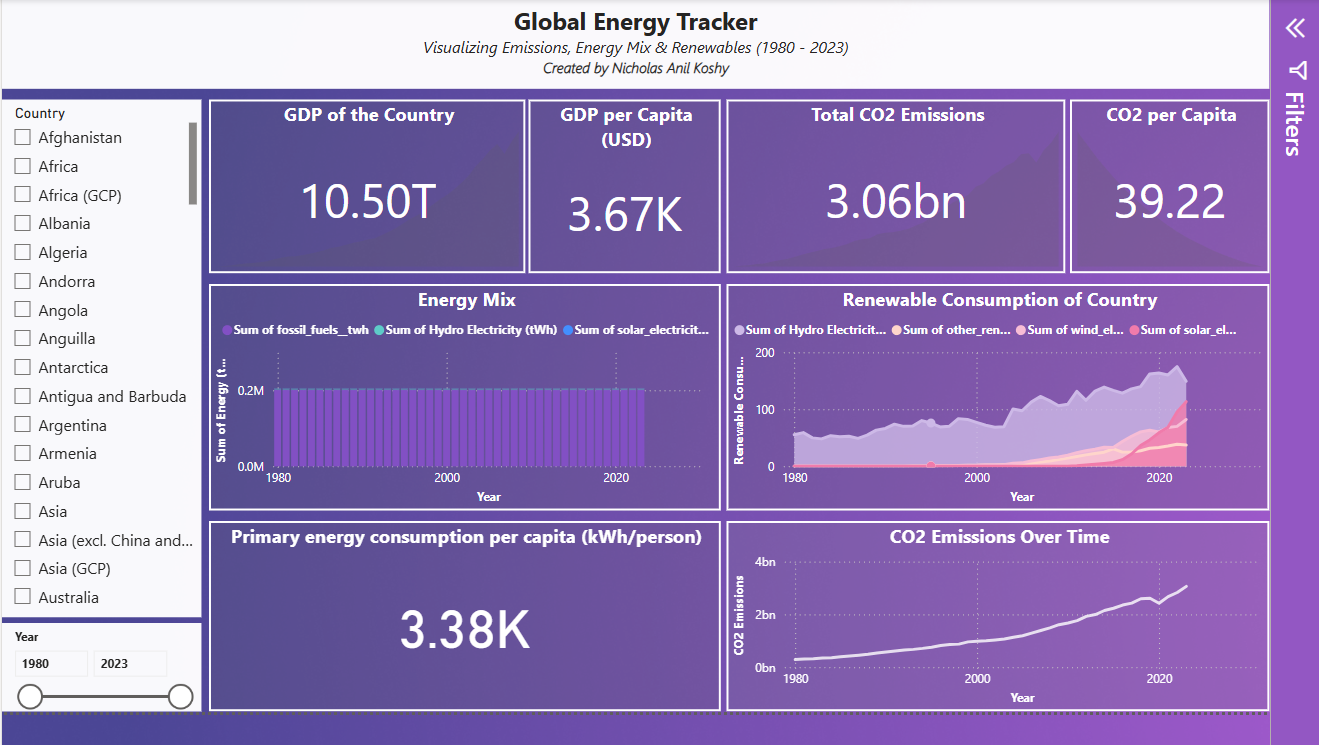 Global Energy Tracker
Visualizing Emissions, Energy Mix & Renewables (1980 - 2023)
Created by Nicholas Anil Koshy
Filters
Country
Afghanistan
Africa
Africa (GCP)
Albania
Algeria
Andorra
Angola
Anguilla
Antarctica
Antigua and Barbuda
Argentina
Armenia
Aruba
Asia
Asia (excl. China and...
Asia (GCP)
Australia
Year
1980 2023
GDP of the Country
10.50T
GDP per Capita
(USD)
3.67K
Total CO2 Emissions
3.06bn
CO2 per Capita
39.22
Energy Mix
Sum of fossil_fuels__twh Sum of Hydro Electricity (tWh) Sum of solar_electricit...
Sum of Energy (t...
0.2M
0.0M
1980 2000 2020
Year
Renewable Consumption of Country
Sum of Hydro Electricit... Sum of other_ren... Sum of wind_el... Sum of solar_el...
Renewable Consu...
200
100
0
1980 2000 2020
Year
Primary energy consumption per capita (kWh/person)
3.38K
CO2 Emissions Over Time
CO2 Emissions
4bn
2bn
0bn
1980 2000 2020
Year